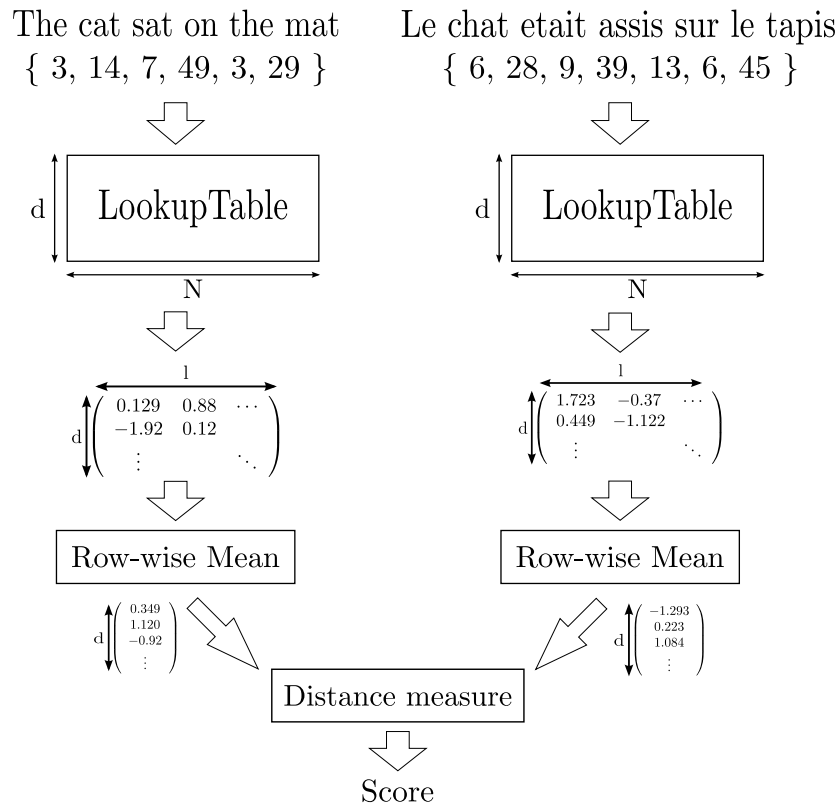 The cat sat on the mat
{ 3, 14, 7, 49, 3, 29 }
d
LookupTable
N
l
d
0.129 0.88 ⋯
−1.92 0.12
⋮ ⋱
Row-wise Mean
d
0.349
1.120
−0.92
⋮
Le chat etait assis sur le tapis
{ 6, 28, 9, 39, 13, 6, 45 }
d
LookupTable
N
l
d
1.723 −0.37 ⋯
0.449 −1.122
⋮ ⋱
Row-wise Mean
d
−1.293
0.223
1.084
⋮
Distance measure
Score